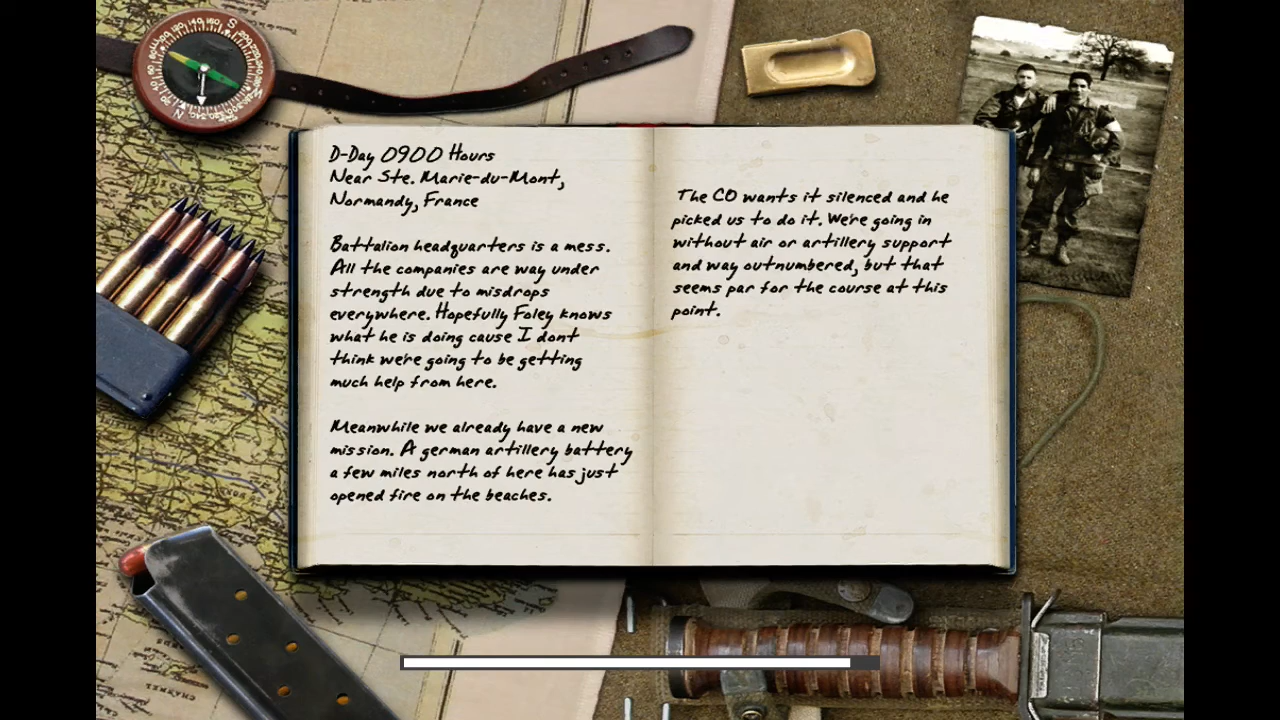 D-Day 0900 Hours
Near Ste. Marie-du-Mont,
Normandy, France
Battalion headquarters is a mess.
All the companies are way under
strength due to misdrops
everywhere. Hopefully Foley knows
what he is doing cause I dont
think we're going to be getting
much help from here.
Meanwhile we already have a new
mission. A german artillery battery
a few miles north of here has just
opened fire on the beaches.
The CO wants it silenced and he
picked us to do it. We're going in
without air or artillery support
and way outnumbered, but that
seems par for the course at this
point.